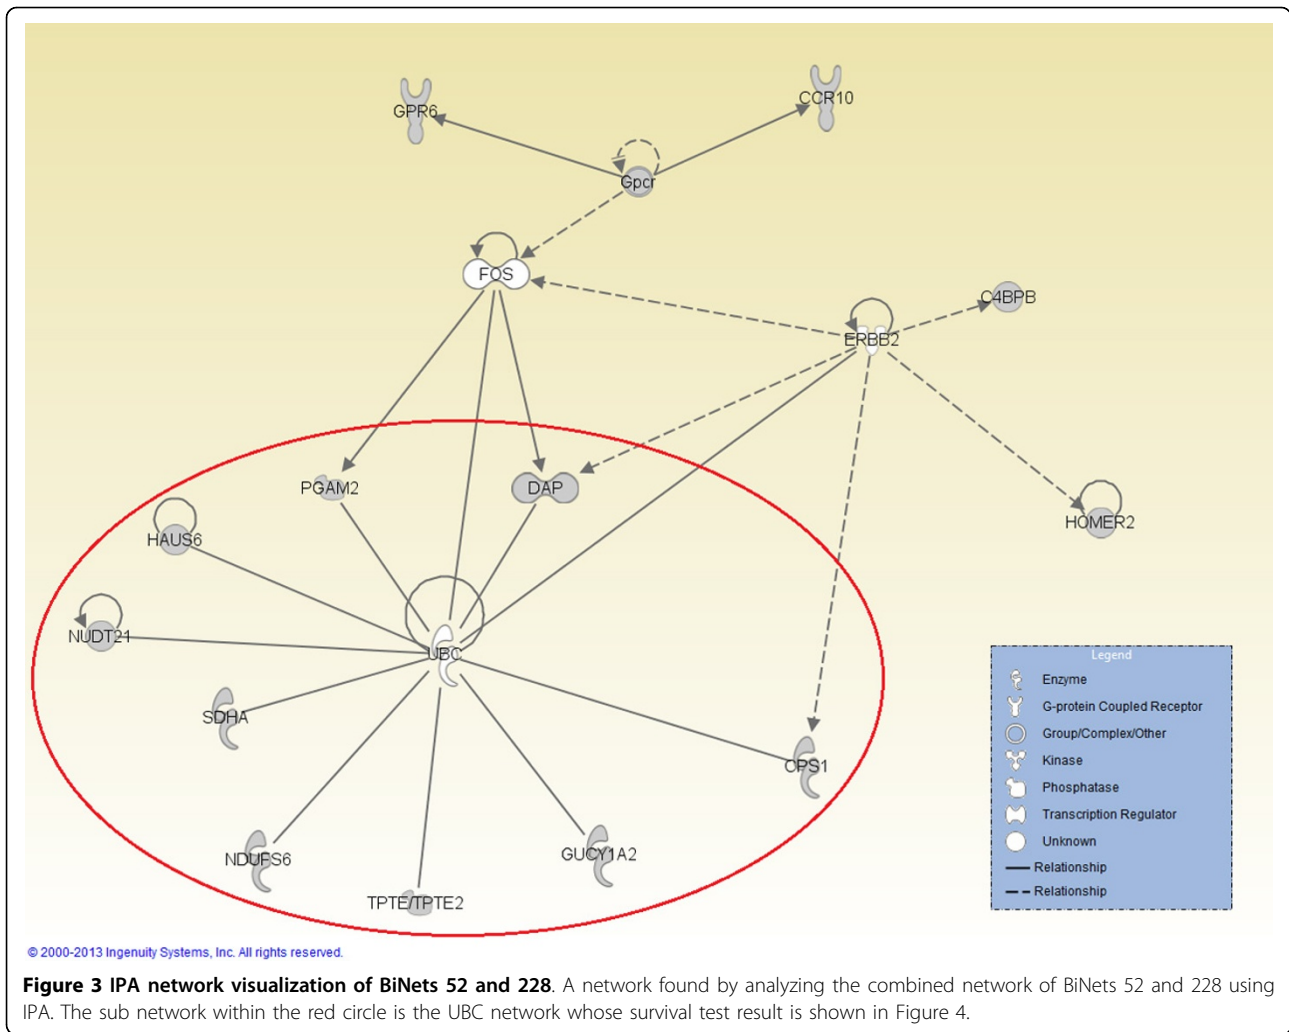 GPR6
CCR10
Gpcr
FOS
C4BPB
ERBB2
PGAM2
DAP
HOMER2
HAUS6
NUDT21
UBC
SDHA
CPS1
NDUFS6
GUCY1A2
TPTE/TPTE2
Legend
Enzyme
G-protein Coupled Receptor
Group/Complex/Other
Kinase
Phosphatase
Transcription Regulator
Unknown
Relationship
Relationship
© 2000-2013 Ingenuity Systems, Inc. All rights reserved.
Figure 3 IPA network visualization of BiNets 52 and 228. A network found by analyzing the combined network of BiNets 52 and 228 using
IPA. The sub network within the red circle is the UBC network whose survival test result is shown in Figure 4.